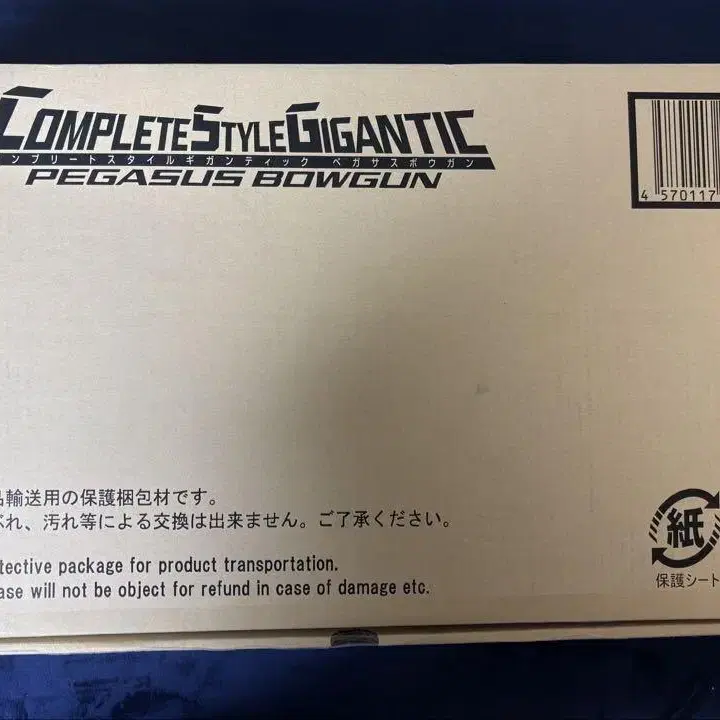 COMPLETE STYLE GIGANTIC
ンプリートスタイルギガンティック ペガサスボウガン
PEGASUS BOWGUN
4 570117
輸送用の保護梱包材です。
れ、汚れ等による交換は出来ません。ご了承ください。
tective package for product transportation.
ase will not be object for refund in case of damage etc.
紙
保護シート